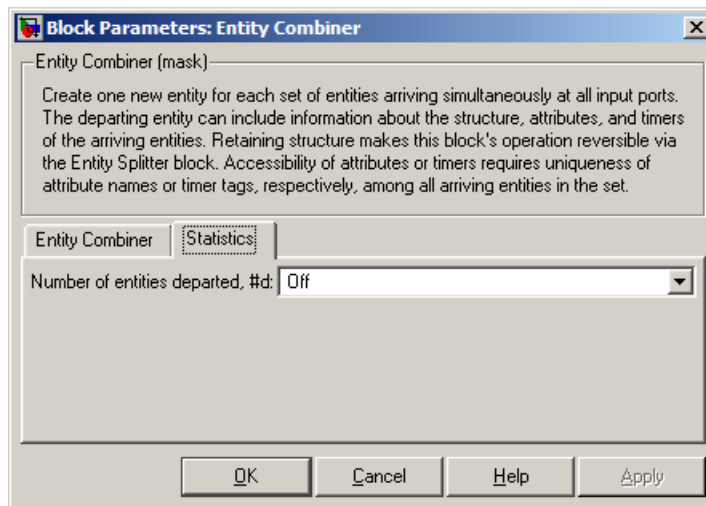 Block Parameters: Entity Combiner
Entity Combiner (mask)
Create one new entity for each set of entities arriving simultaneously at all input ports.
The departing entity can include information about the structure, attributes, and timers
of the arriving entities. Retaining structure makes this block's operation reversible via
the Entity Splitter block. Accessibility of attributes or timers requires uniqueness of
attribute names or timer tags, respectively, among all arriving entities in the set.
Entity Combiner Statistics
Number of entities departed, #d: Off
OK Cancel Help Apply